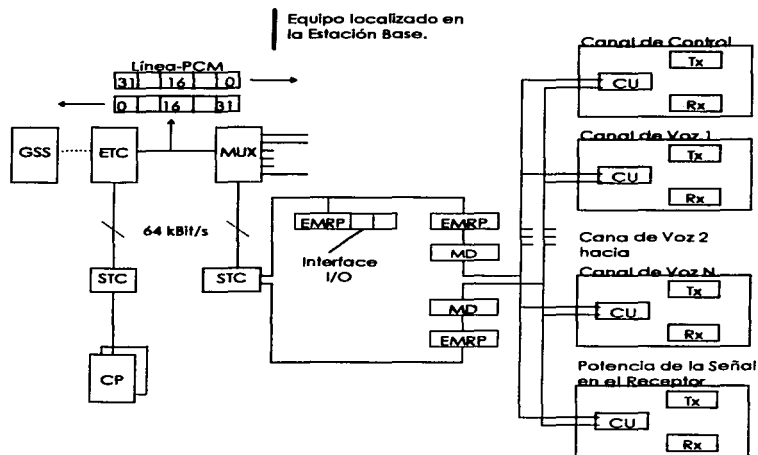 Equipo localizado en
la Estación Base.
Línea-PCM
31 16 0
0 16 31
GSS
ETC
MUX
64 kBit/s
STC
STC
CP
EMRP
Interface
I/O
EMRP
MD
MD
EMRP
Canal de Control
Tx
CU
Rx
Canal de Voz 1
Tx
CU
Rx
Cana de Voz 2
hacia
Canal de Voz N
Tx
CU
Rx
Potencia de la Señal
en el Receptor
Tx
CU
Rx